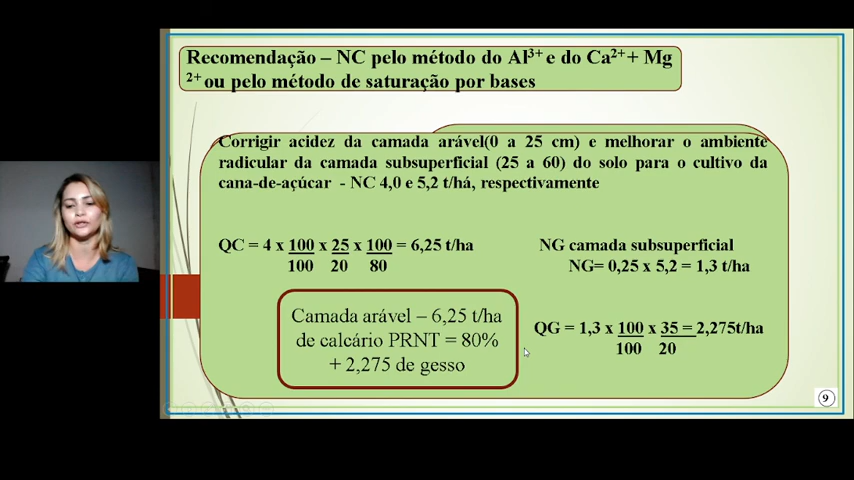 Recomendação – NC pelo método do Al³⁺ e do Ca²⁺+ Mg
²⁺ ou pelo método de saturação por bases
Corrigir acidez da camada arável(0 a 25 cm) e melhorar o ambiente
radicular da camada subsuperficial (25 a 60) do solo para o cultivo da
cana-de-açúcar - NC 4,0 e 5,2 t/há, respectivamente
QC = 4 x 100 x 25 x 100 = 6,25 t/ha
100 20 80
NG camada subsuperficial
NG= 0,25 x 5,2 = 1,3 t/ha
Camada arável – 6,25 t/ha
de calcário PRNT = 80%
+ 2,275 de gesso
QG = 1,3 x 100 x 35 = 2,275t/ha
100 20
9